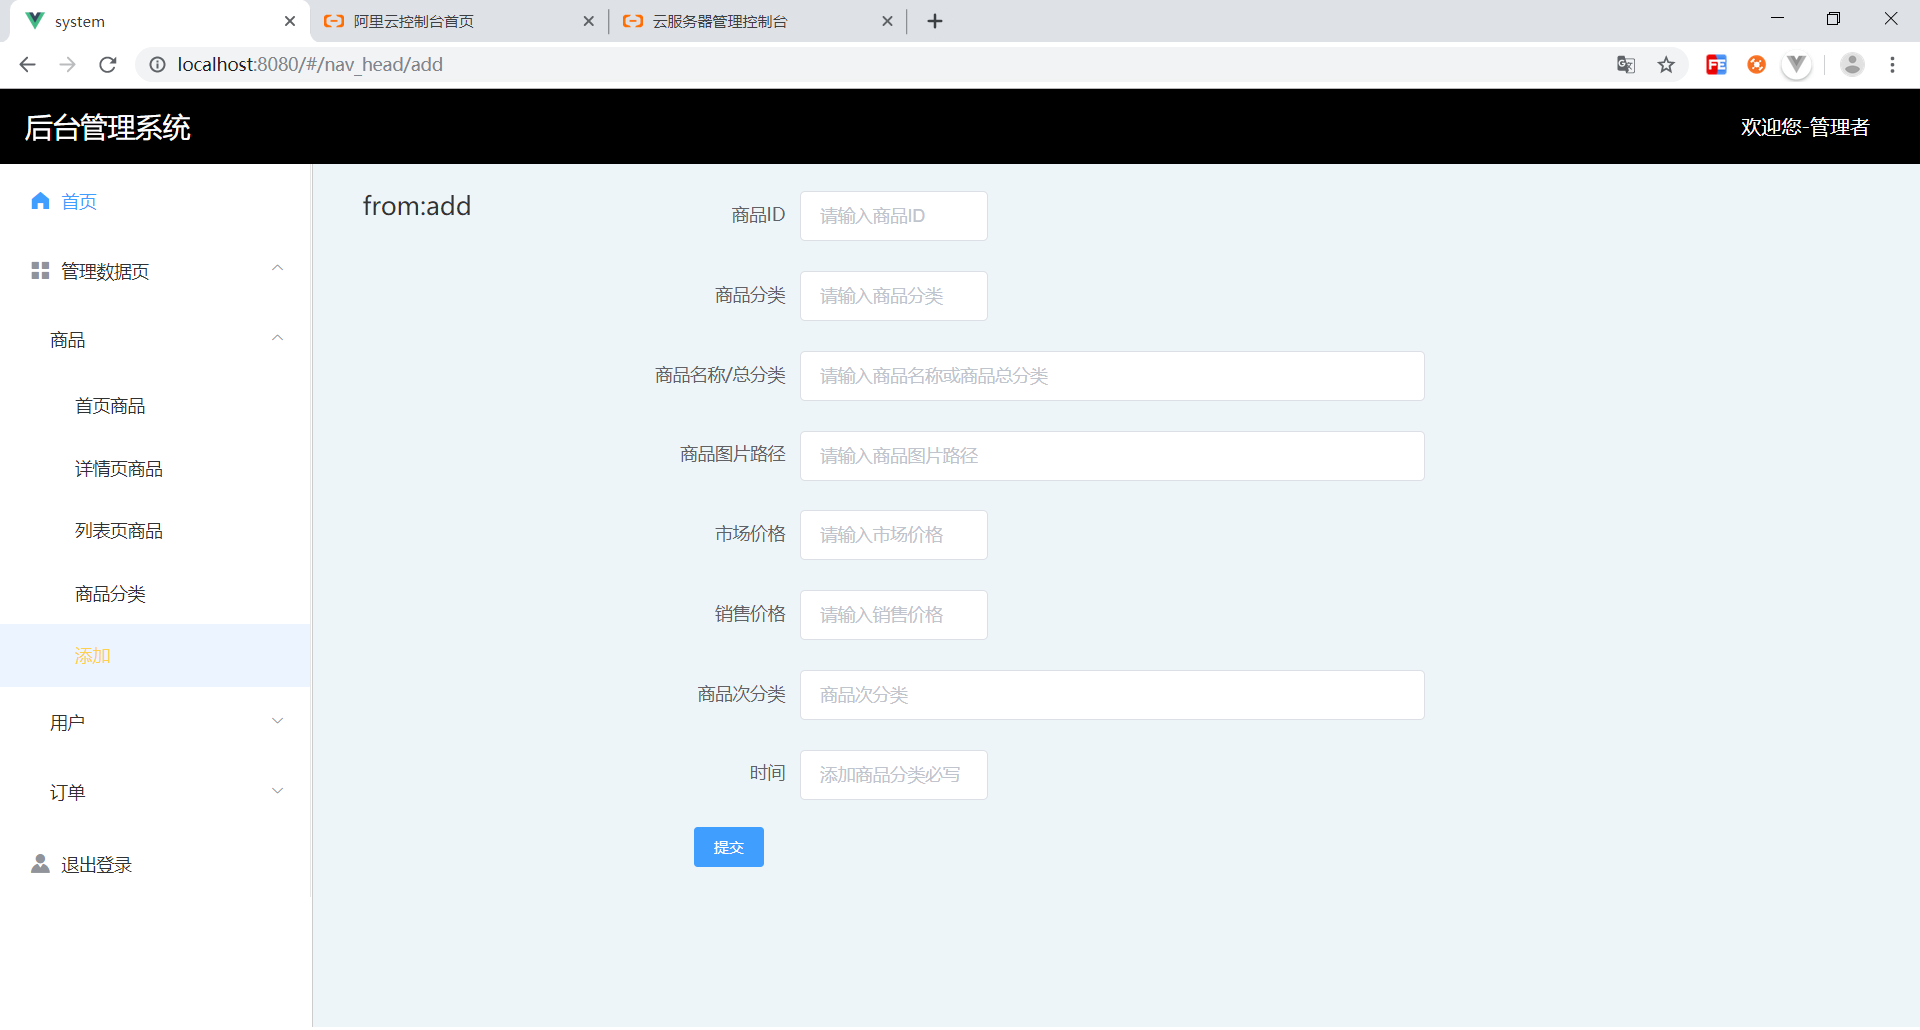 system
阿里云控制台首页
云服务器管理控制台
localhost:8080/#/nav_head/add
FE
后台管理系统
欢迎您-管理者
首页
管理数据页
商品
首页商品
详情页商品
列表页商品
商品分类
添加
用户
订单
退出登录
from:add
商品ID
请输入商品ID
商品分类
请输入商品分类
商品名称/总分类
请输入商品名称或商品总分类
商品图片路径
请输入商品图片路径
市场价格
请输入市场价格
销售价格
请输入销售价格
商品次分类
商品次分类
时间
添加商品分类必写
提交